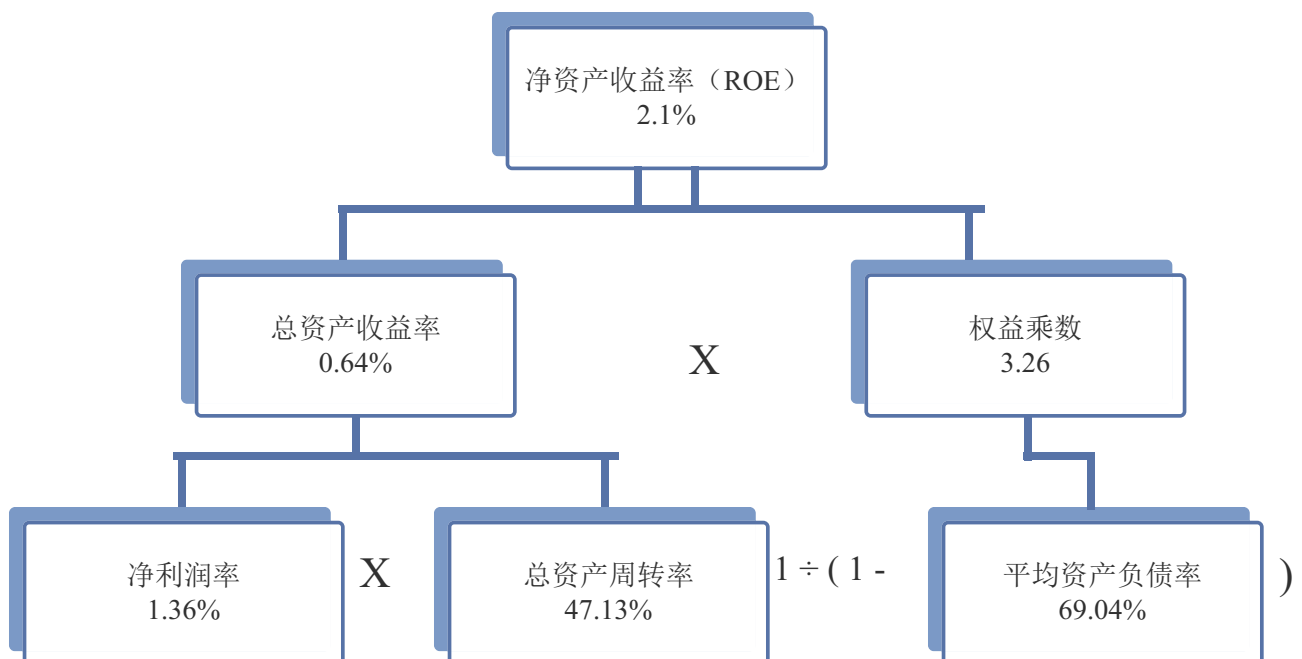 净资产收益率（ROE）
2.1%
总资产收益率
0.64%
X
权益乘数
3.26
净利润率
1.36%
X
总资产周转率
47.13%
1 ÷ ( 1 -
平均资产负债率
69.04%
)